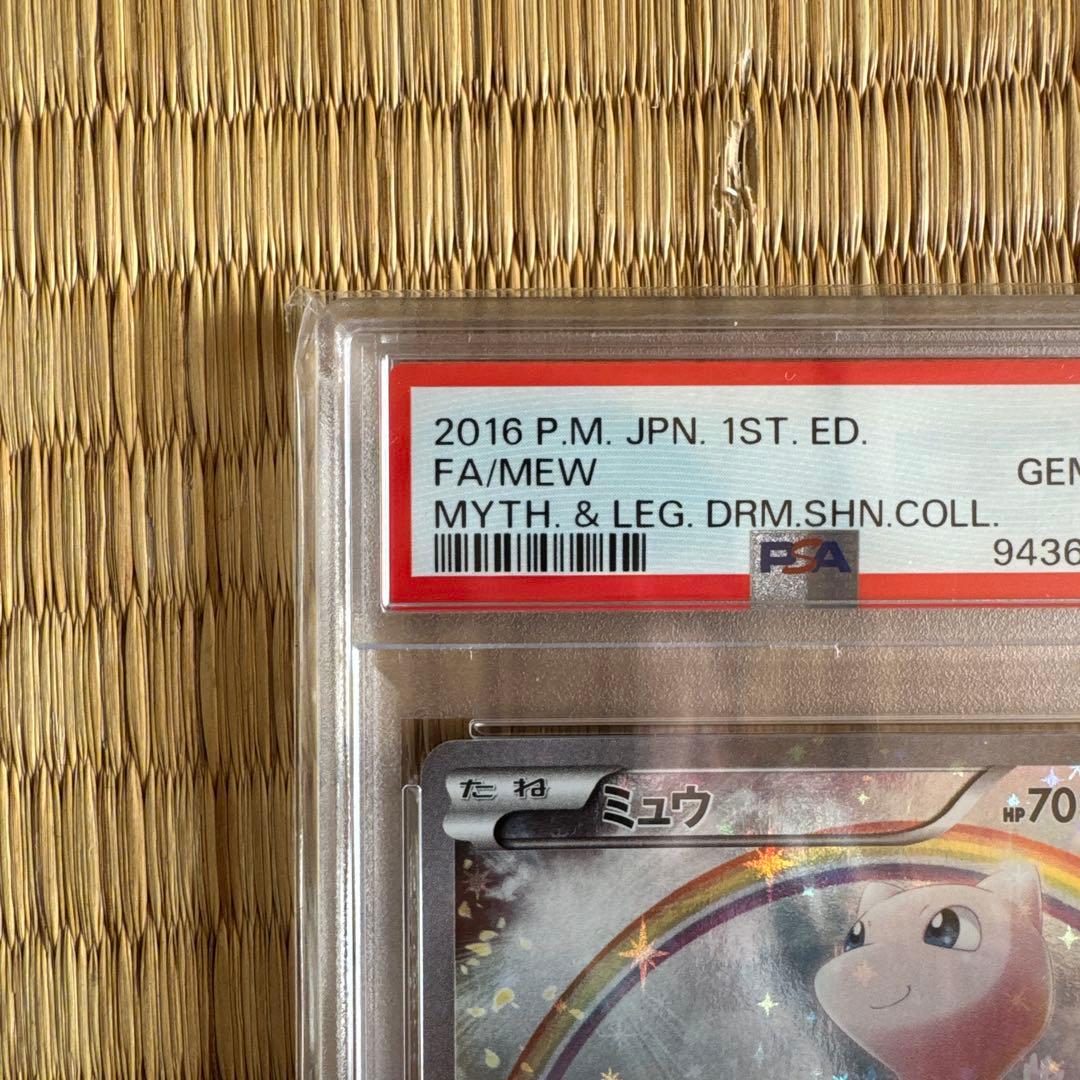 2016 P.M. JPN. 1ST. ED.
FA/MEW GEM
MYTH. & LEG. DRM.SHN.COLL.
PSA 9436
たね ミュウ HP70